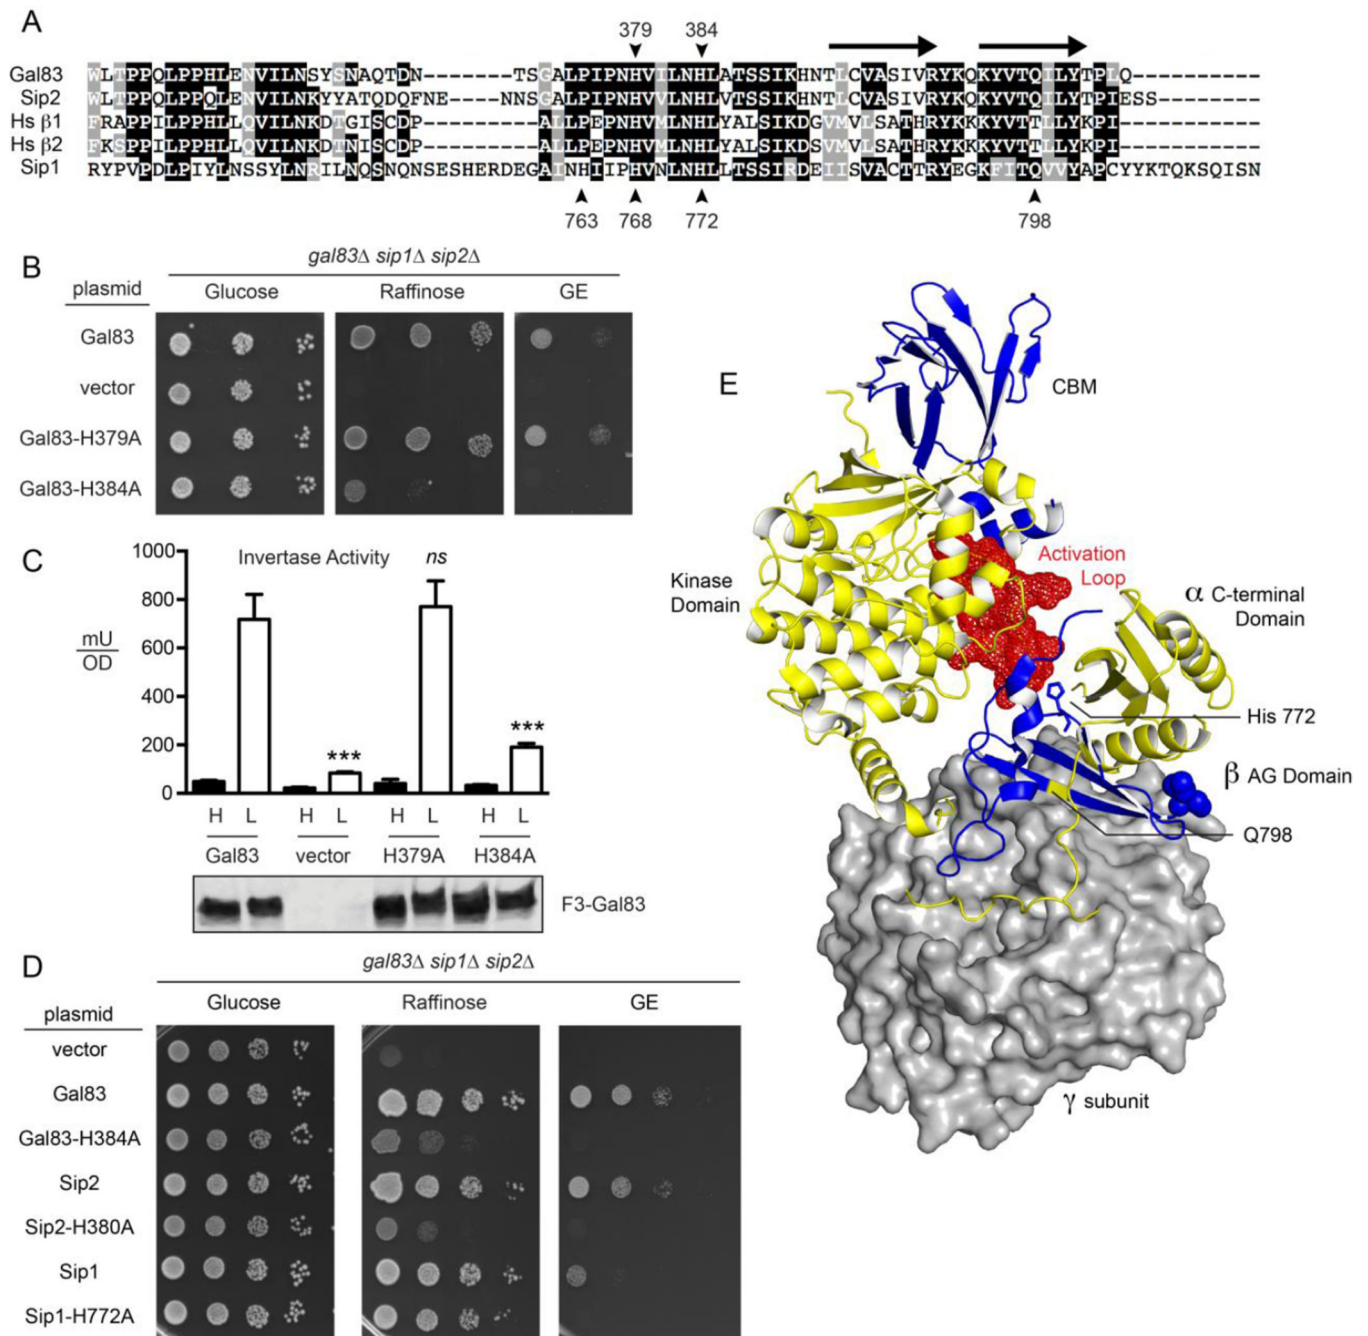 A
379 384
Gal83 WLTPPQLPPHLENVILNSYSNAQTDN-------TSGALPIPNHVILNHLATSSIKHNTLCVASIVRYKQKYVTQILYTPLQ-----------
Sip2 WLTPPQLPPQLENVILNKYYATQDQFNE-----NNSGALPIPNHVVLNHLVTSSIKHNTLCVASIVRYKQKYVTQILYTPIESS---------
Hs β1 FRAPPILPPHLLQVILNKDTGISCDP----------ALLPEPNHVMLNHLYALSIKDGVMVLSATHRYKKKYVTTLLYKPI------------
Hs β2 FKSPPILPPHLLQVILNKDTNISCDP----------ALLPEPNHVMLNHLYALSIKDSVMVLSATHRYKKKYVTTLLYKPI------------
Sip1 RYPVPDLPIYLNSSYLNRILNQSNQNSESHERDEGAINHIIPHVNLNHLLTSSIRDEIISVACTTRYEGKFITQVVYAPCYYKTQKSQISN
763 768 772 798
B
gal83Δ sip1Δ sip2Δ
plasmid Glucose Raffinose GE
Gal83
vector
Gal83-H379A
Gal83-H384A
C
Invertase Activity
mU
OD
1000
800
600
400
200
0
ns
***
***
H L H L H L H L
Gal83 vector H379A H384A
F3-Gal83
D
gal83Δ sip1Δ sip2Δ
plasmid Glucose Raffinose GE
vector
Gal83
Gal83-H384A
Sip2
Sip2-H380A
Sip1
Sip1-H772A
E
CBM
Kinase
Domain
Activation
Loop
α C-terminal
Domain
His 772
β AG Domain
Q798
γ subunit